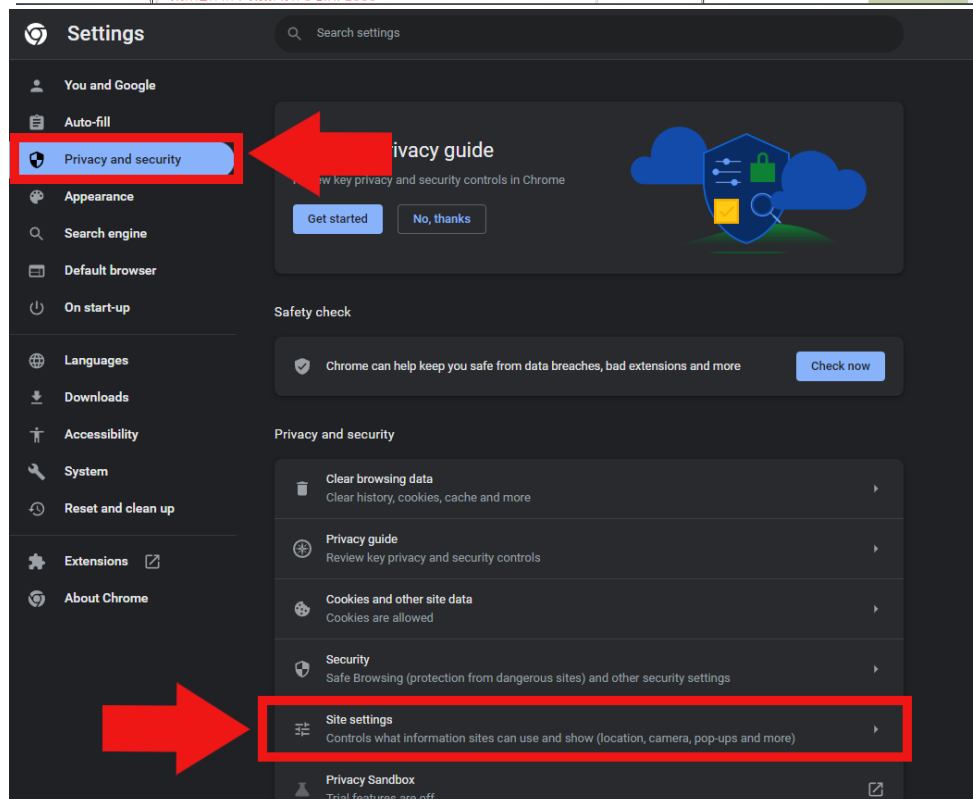 Settings
Search settings
You and Google
Auto-fill
Privacy and security
Appearance
Search engine
Default browser
On start-up
Languages
Downloads
Accessibility
System
Reset and clean up
Extensions
About Chrome
guide
key privacy and security controls in Chrome
Get started
No, thanks
Safety check
Chrome can help keep you safe from data breaches, bad extensions and more
Check now
Privacy and security
Clear browsing data
Clear history, cookies, cache and more
Privacy guide
Review key privacy and security controls
Cookies and other site data
Cookies are allowed
Security
Safe Browsing (protection from dangerous sites) and other security settings
Site settings
Controls what information sites can use and show (location, camera, pop-ups and more)
Privacy Sandbox
Trial features are off